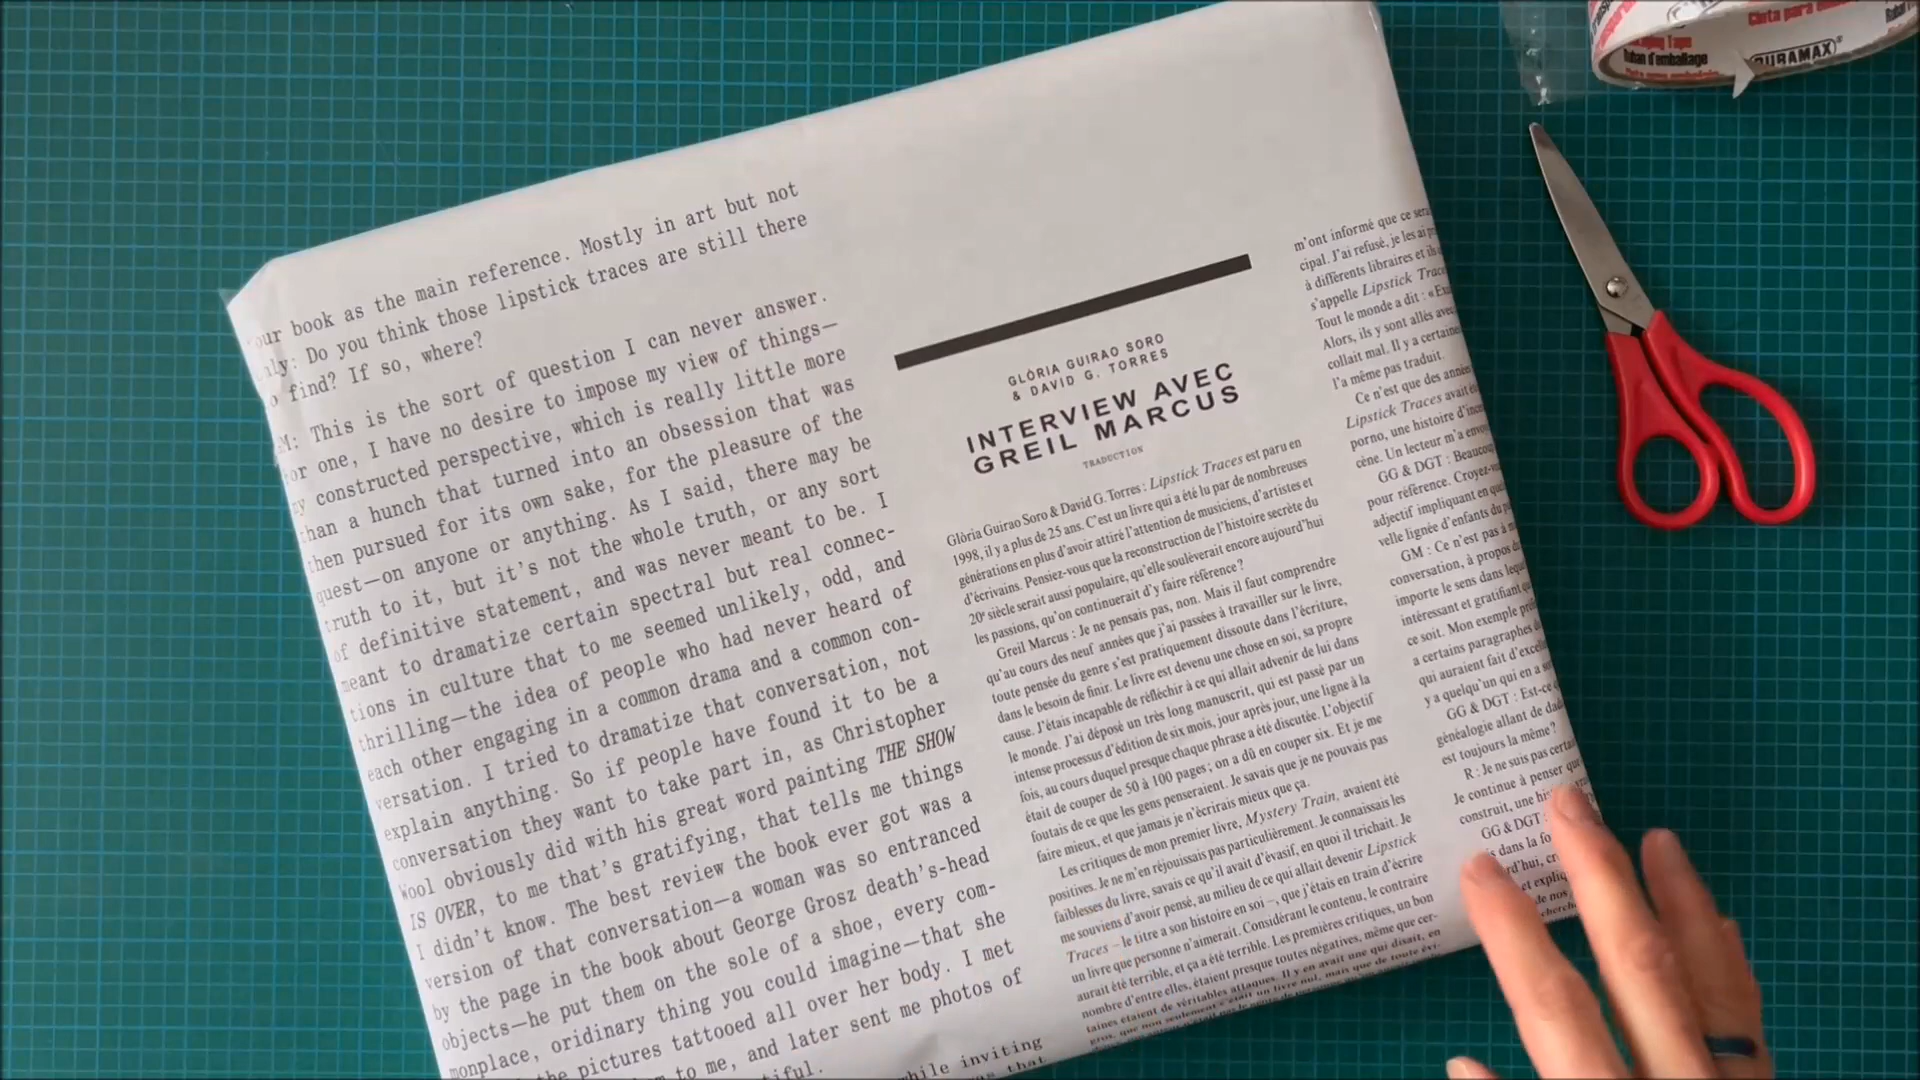 our book as the main reference. Mostly in art but not
Do you think those lipstick traces are still there
find? If so, where?
M: This is the sort of question I can never answer.
or one, I have no desire to impose my view of things—
constructed perspective, which is really little more
than a hunch that turned into an obsession that was
then pursued for its own sake, for the pleasure of the
quest—on anyone or anything. As I said, there may be
truth to it, but it's not the whole truth, or any sort
of definitive statement, and was never meant to be. I
meant to dramatize certain spectral but real connec-
tions in culture that to me seemed unlikely, odd, and
thrilling—the idea of people who had never heard of
each other engaging in a common drama and a common con-
versation. I tried to dramatize that conversation, not
explain anything. So if people have found it to be a
conversation they want to take part in, as Christopher
Wool obviously did with his great word painting THE SHOW
IS OVER, to me that's gratifying, that tells me things
I didn't know. The best review the book ever got was a
version of that conversation—a woman was so entranced
by the page in the book about George Grosz death's-head
objects—he put them on the sole of a shoe, every com-
monplace, oridinary thing you could imagine—that she
the pictures tattooed all over her body. I met
to me, and later sent me photos of
while inviting
that
GLÒRIA GUIRAO SORO
& DAVID G. TORRES
INTERVIEW AVEC
GREIL MARCUS
TRADUCTION
Glòria Guirao Soro & David G. Torres : Lipstick Traces est paru en
1998, il y a plus de 25 ans. C'est un livre qui a été lu par de nombreuses
générations en plus d'avoir attiré l'attention de musiciens, d'artistes et
d'écrivains. Pensiez-vous que la reconstruction de l'histoire secrète du
20e siècle serait aussi populaire, qu'elle soulèverait encore aujourd'hui
les passions, qu'on continuerait d'y faire référence ?
Greil Marcus : Je ne pensais pas, non. Mais il faut comprendre
qu'au cours des neuf années que j'ai passées à travailler sur le livre,
toute pensée du genre s'est pratiquement dissoute dans l'écriture,
dans le besoin de finir. Le livre est devenu une chose en soi, sa propre
cause. J'étais incapable de réfléchir à ce qui allait advenir de lui dans
le monde. J'ai déposé un très long manuscrit, qui est passé par un
intense processus d'édition de six mois, jour après jour, une ligne à la
fois, au cours duquel presque chaque phrase a été discutée. L'objectif
était de couper de 50 à 100 pages ; on a dû en couper six. Et je me
foutais de ce que les gens penseraient. Je savais que je ne pouvais pas
faire mieux, et que jamais je n'écrirais mieux que ça.
Les critiques de mon premier livre, Mystery Train, avaient été
positives. Je ne m'en réjouissais pas particulièrement. Je connaissais les
faiblesses du livre, savais ce qu'il avait d'évasif, en quoi il trichait. Je
me souviens d'avoir pensé, au milieu de ce qui allait devenir Lipstick
Traces – le titre a son histoire en soi –, que j'étais en train d'écrire
un livre que personne n'aimerait. Considérant le contenu, le contraire
aurait été terrible, et ça a été terrible. Les premières critiques, un bon
nombre d'entre elles, étaient presque toutes négatives, même que cer-
taines étaient de véritables attaques. Il y en avait une qui disait, en
m'ont informé que ce
cipal. J'ai refusé, je les ai
à différents libraires et ils
s'appelle Lipstick
Tout le monde a dit :
Alors, ils y sont allés
collait mal. Il y a certaine
l'a même pas traduit.
Ce n'est que des
Lipstick Traces avait
porno, une histoire
cène. Un lecteur m'a
GG & DGT :
pour référence.
adjectif impliquant en
velle lignée d'enfants du
GM : Ce n'est pas à
conversation, à propos
importe le sens dans
intéressant et gratifiant
ce soit. Mon exemple
a certains paragraphes
qui auraient fait
y a quelqu'un qui en a
GG & DGT : Est-ce
généalogie allant de
est toujours la même ?
R : Je ne suis pas
Je continue à penser
construit, une
GG & DGT :
dans la
et
de nos
Ruban d'emballage
DURAMAX®
Cinta para